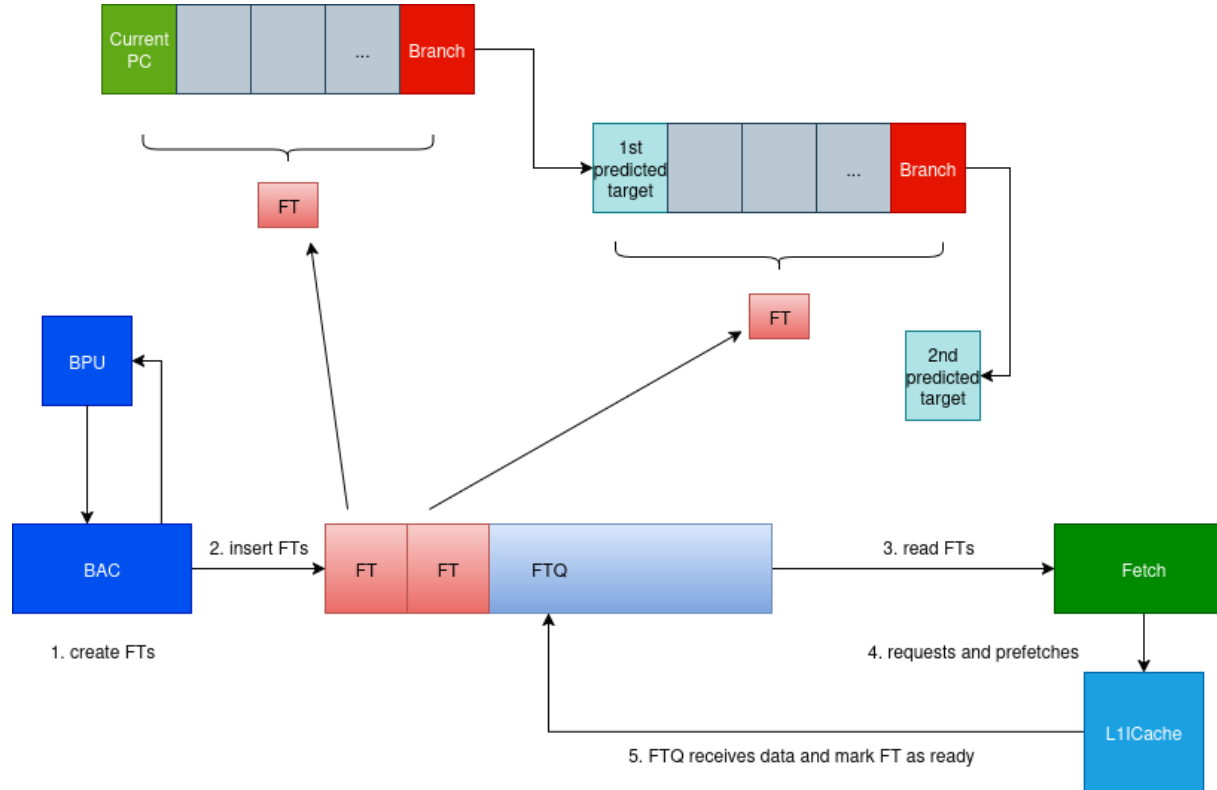 Current
PC
...
Branch
1st
predicted
target
...
Branch
FT
FT
BPU
2nd
predicted
target
2. insert FTs
3. read FTs
BAC
FT
FT
FTQ
Fetch
1. create FTs
4. requests and prefetches
L1ICache
5. FTQ receives data and mark FT as ready